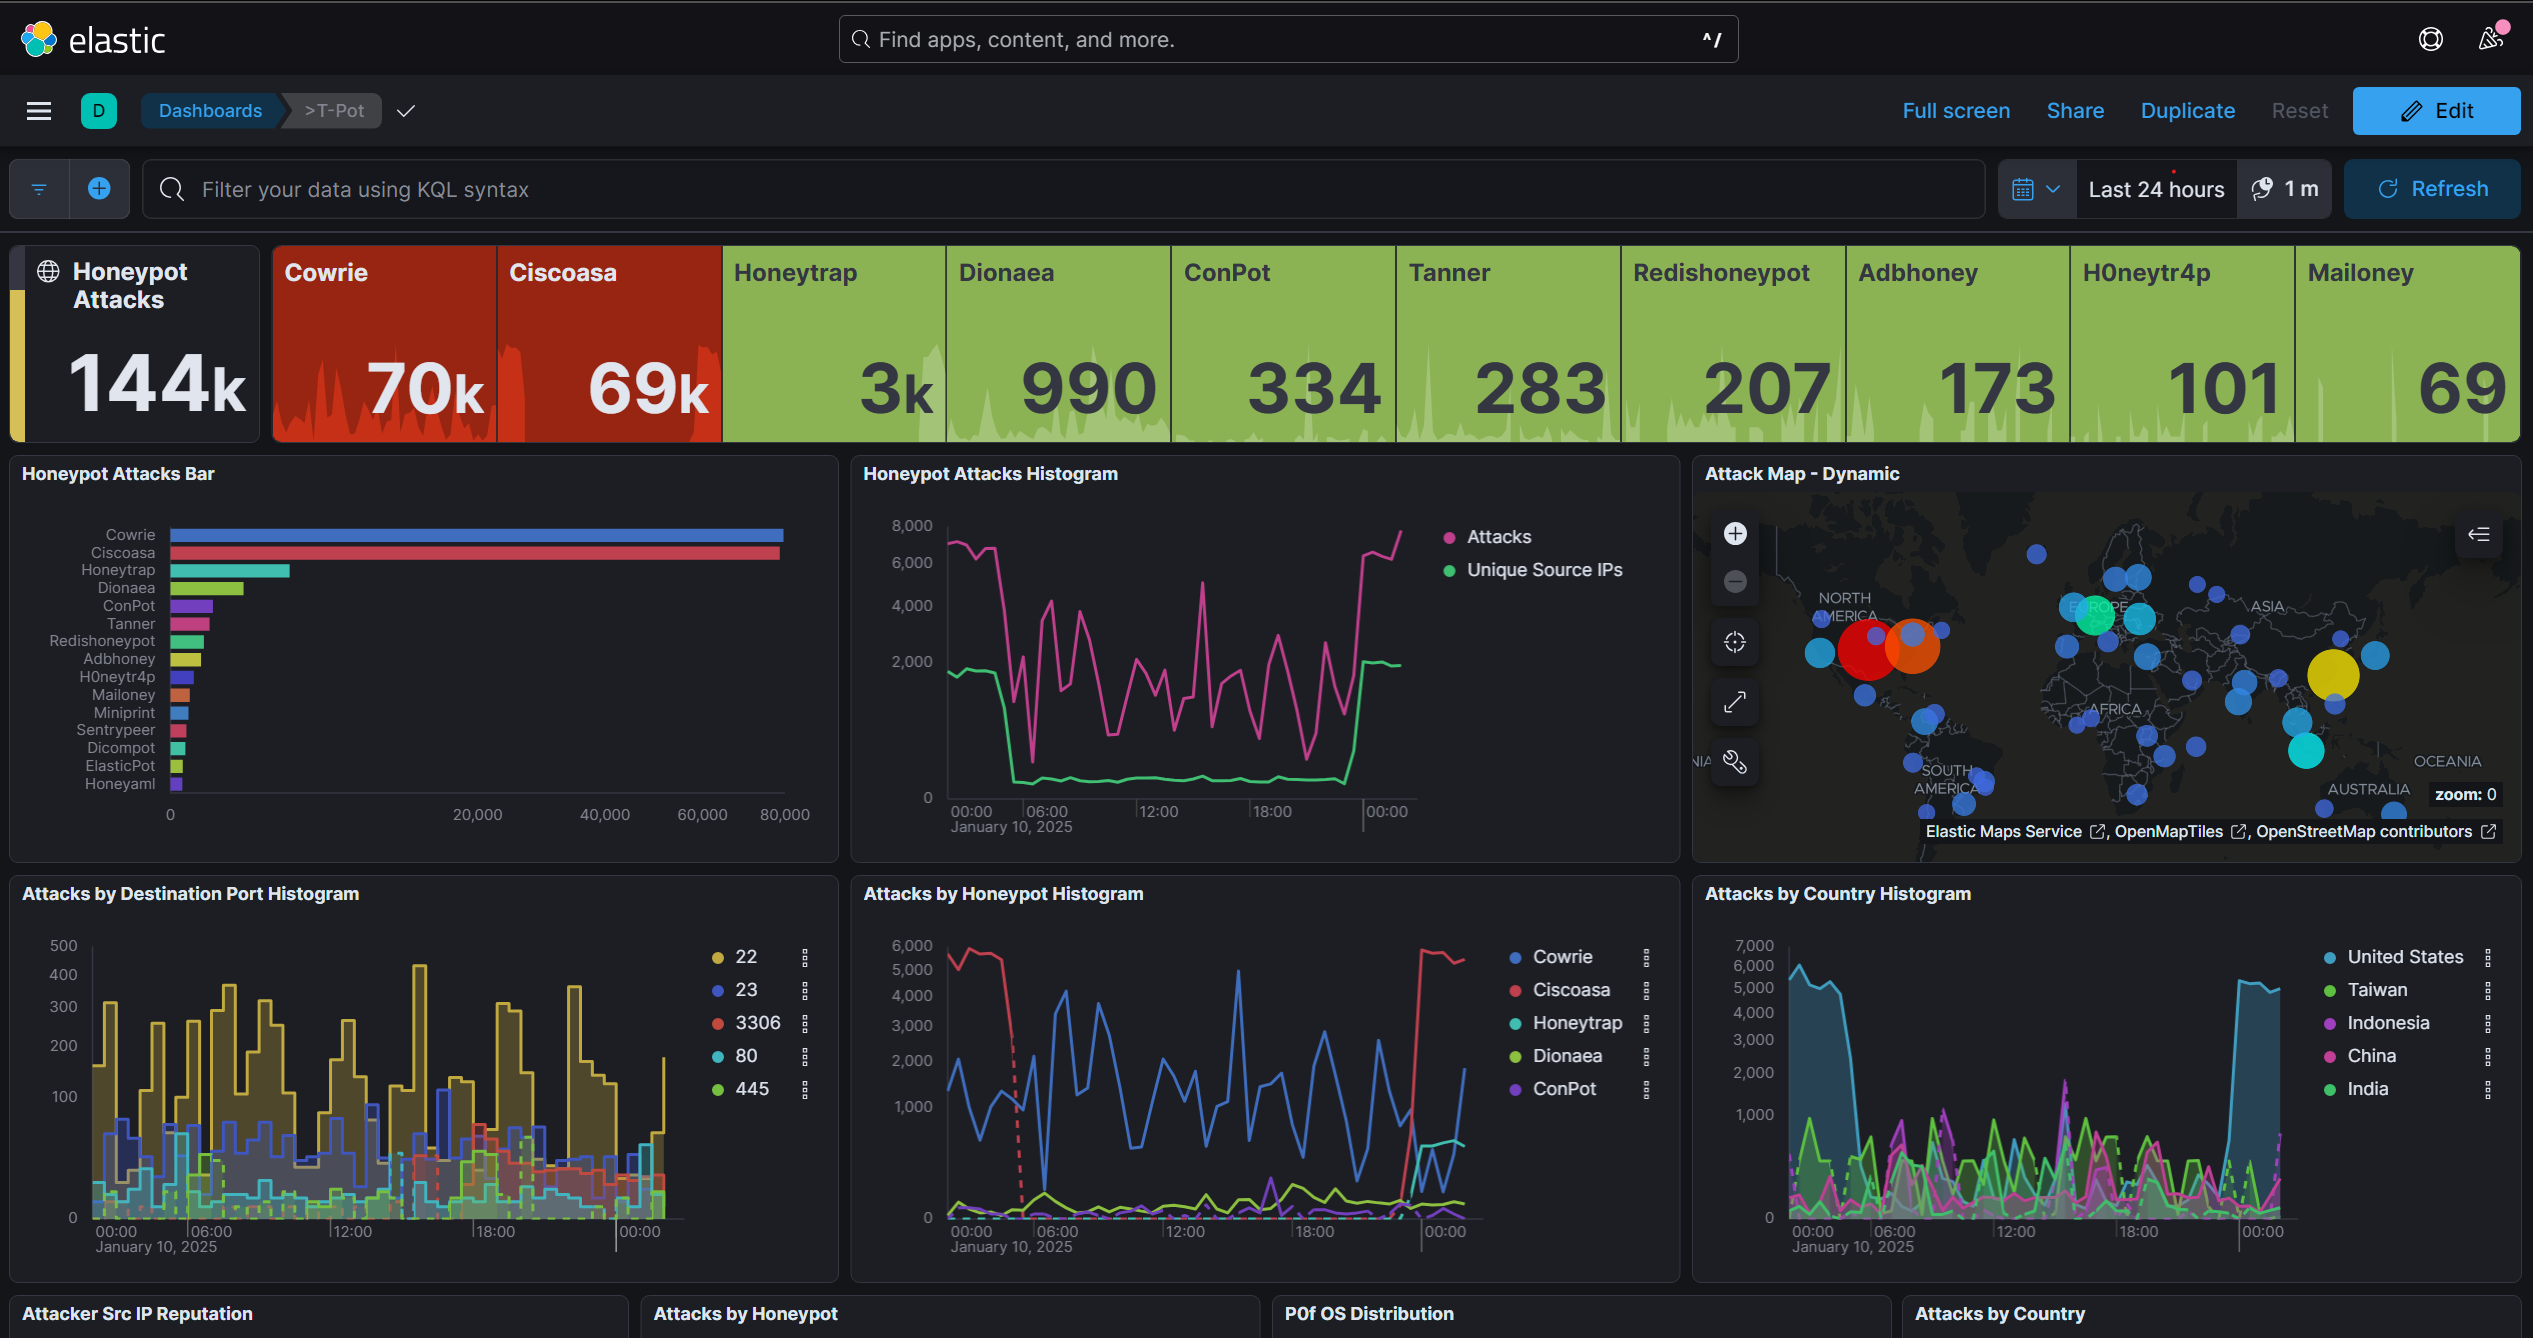 elastic
Find apps, content, and more.
^/
D
Dashboards
>T-Pot
Full screen
Share
Duplicate
Reset
Edit
Filter your data using KQL syntax
Last 24 hours
1 m
Refresh
Honeypot
Attacks
144k
Cowrie
70k
Ciscoasa
69k
Honeytrap
3k
Dionaea
990
ConPot
334
Tanner
283
Redishoneypot
207
Adbhoney
173
H0neytr4p
101
Mailoney
69
Honeypot Attacks Bar
Cowrie
Ciscoasa
Honeytrap
Dionaea
ConPot
Tanner
Redishoneypot
Adbhoney
H0neytr4p
Mailoney
Miniprint
Sentrypeer
Dicompot
ElasticPot
Honeyaml
0 20,000 40,000 60,000 80,000
Honeypot Attacks Histogram
8,000
6,000
4,000
2,000
0
00:00 06:00 12:00 18:00 00:00
January 10, 2025
Attacks
Unique Source IPs
Attack Map - Dynamic
NORTH
AMERICA
EUROPE
ASIA
AFRICA
SOUTH
AMERICA
OCEANIA
AUSTRALIA
zoom: 0
Elastic Maps Service , OpenMapTiles , OpenStreetMap contributors
Attacks by Destination Port Histogram
500
400
300
200
100
0
00:00 06:00 12:00 18:00 00:00
January 10, 2025
22
23
3306
80
445
Attacks by Honeypot Histogram
6,000
5,000
4,000
3,000
2,000
1,000
0
00:00 06:00 12:00 18:00 00:00
January 10, 2025
Cowrie
Ciscoasa
Honeytrap
Dionaea
ConPot
Attacks by Country Histogram
7,000
6,000
5,000
4,000
3,000
2,000
1,000
0
00:00 06:00 12:00 18:00 00:00
January 10, 2025
United States
Taiwan
Indonesia
China
India
Attacker Src IP Reputation
Attacks by Honeypot
P0f OS Distribution
Attacks by Country